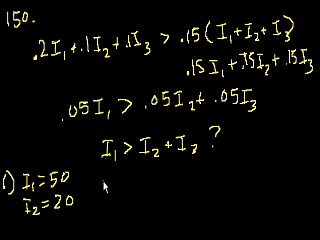 150.
.2I₁+.1I₂+.1I₃ > .15(I₁+I₂+I₃)
.15I₁+.15I₂+.15I₃
.05I₁ > .05I₂+.05I₃
I₁ > I₂+I₃ ?
1) I₁=50
I₂=20